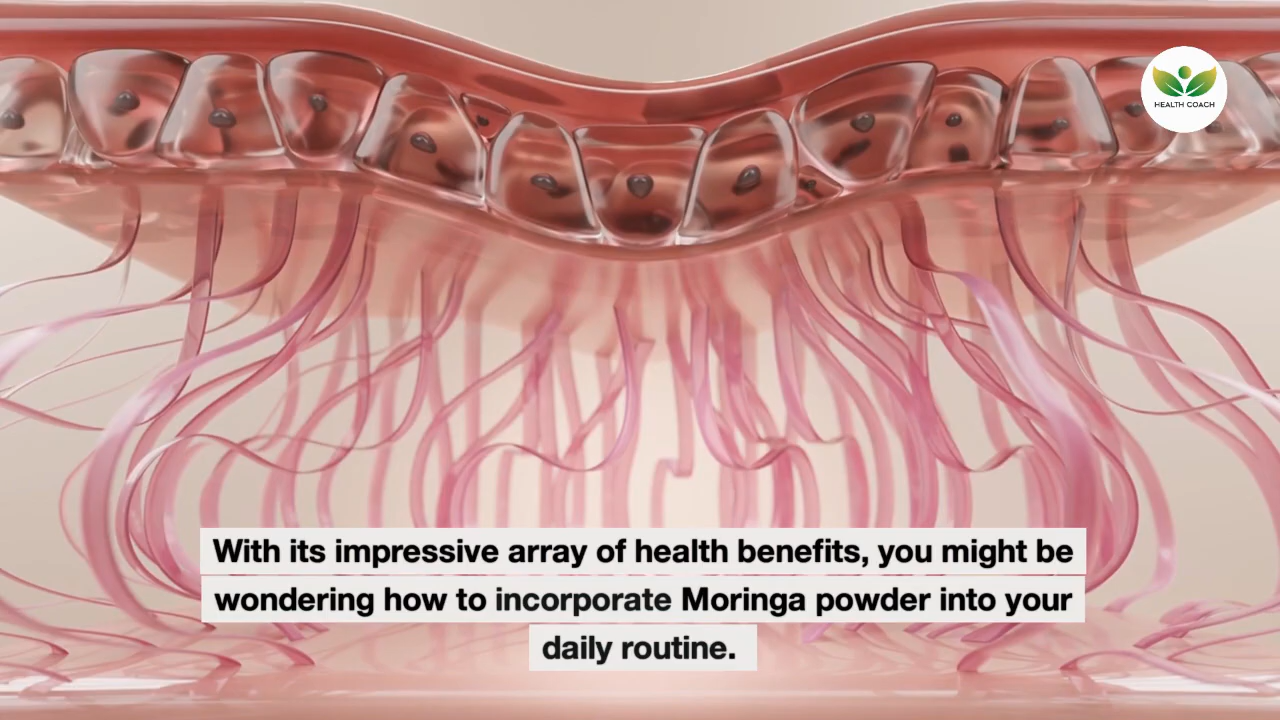 HEALTH COACH
With its impressive array of health benefits, you might be
wondering how to incorporate Moringa powder into your
daily routine.